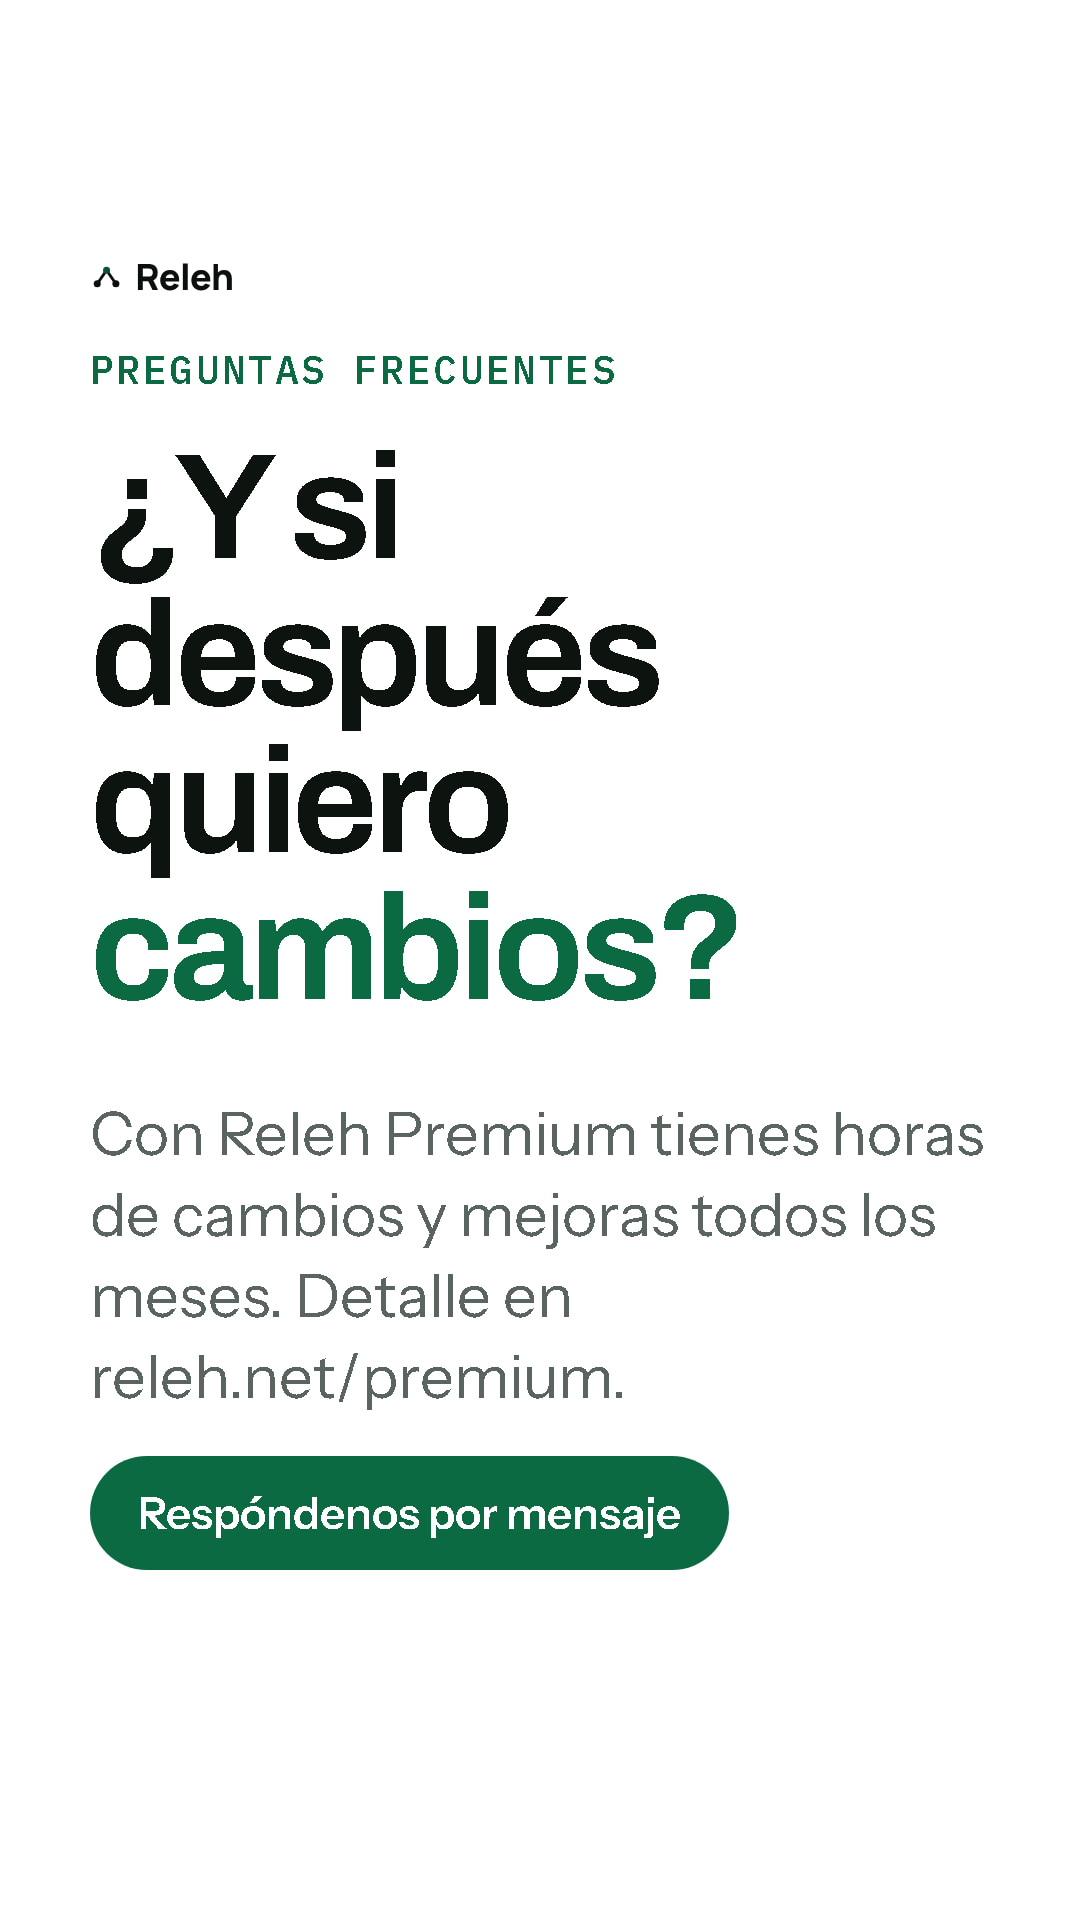 Releh
PREGUNTAS FRECUENTES
¿Y si
después
quiero
cambios?
Con Releh Premium tienes horas
de cambios y mejoras todos los
meses. Detalle en
releh.net/premium.
Respóndenos por mensaje